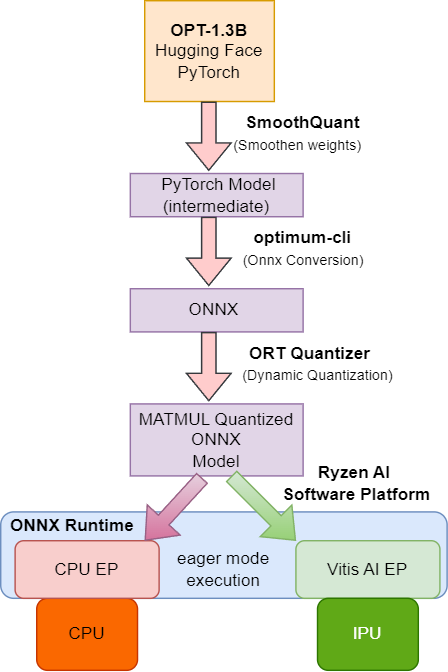 OPT-1.3B
Hugging Face
PyTorch
SmoothQuant
(Smoothen weights)
PyTorch Model
(intermediate)
optimum-cli
(Onnx Conversion)
ONNX
ORT Quantizer
(Dynamic Quantization)
MATMUL Quantized
ONNX
Model
Ryzen AI
Software Platform
ONNX Runtime
CPU EP
eager mode
execution
Vitis AI EP
CPU
IPU